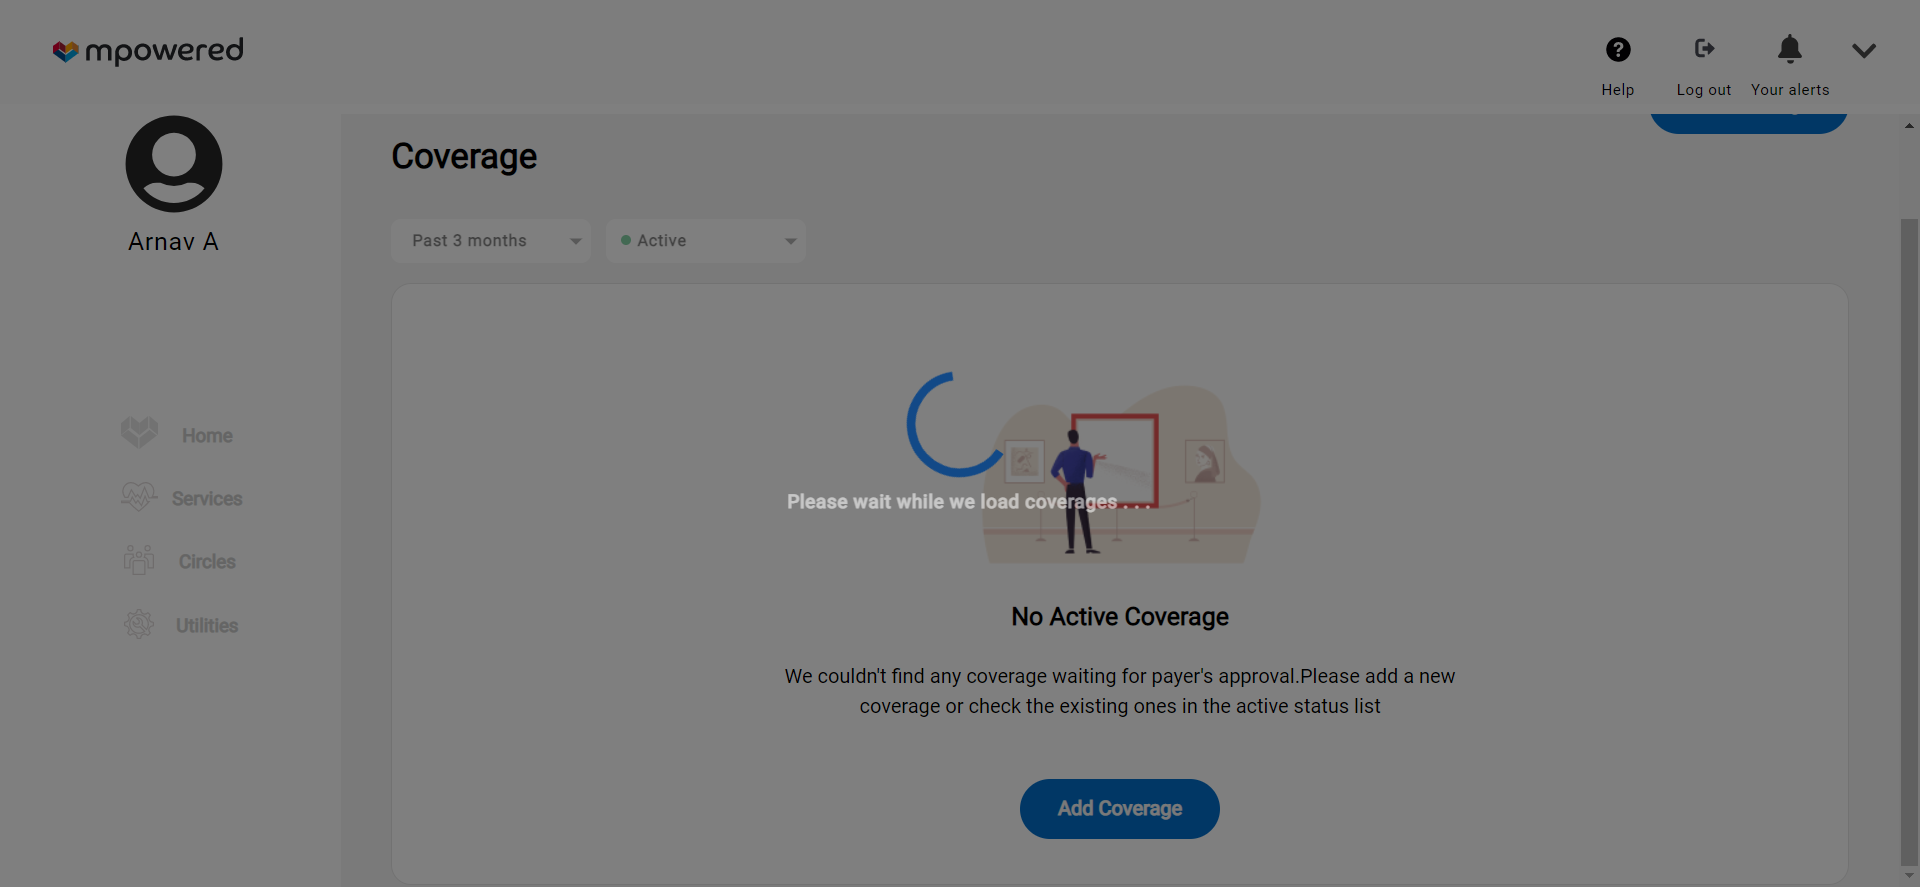 mpowered
Help
Log out
Your alerts
Arnav A
Home
Services
Circles
Utilities
Coverage
Past 3 months
Active
Please wait while we load coverages . . .
No Active Coverage
We couldn't find any coverage waiting for payer's approval.Please add a new
coverage or check the existing ones in the active status list
Add Coverage